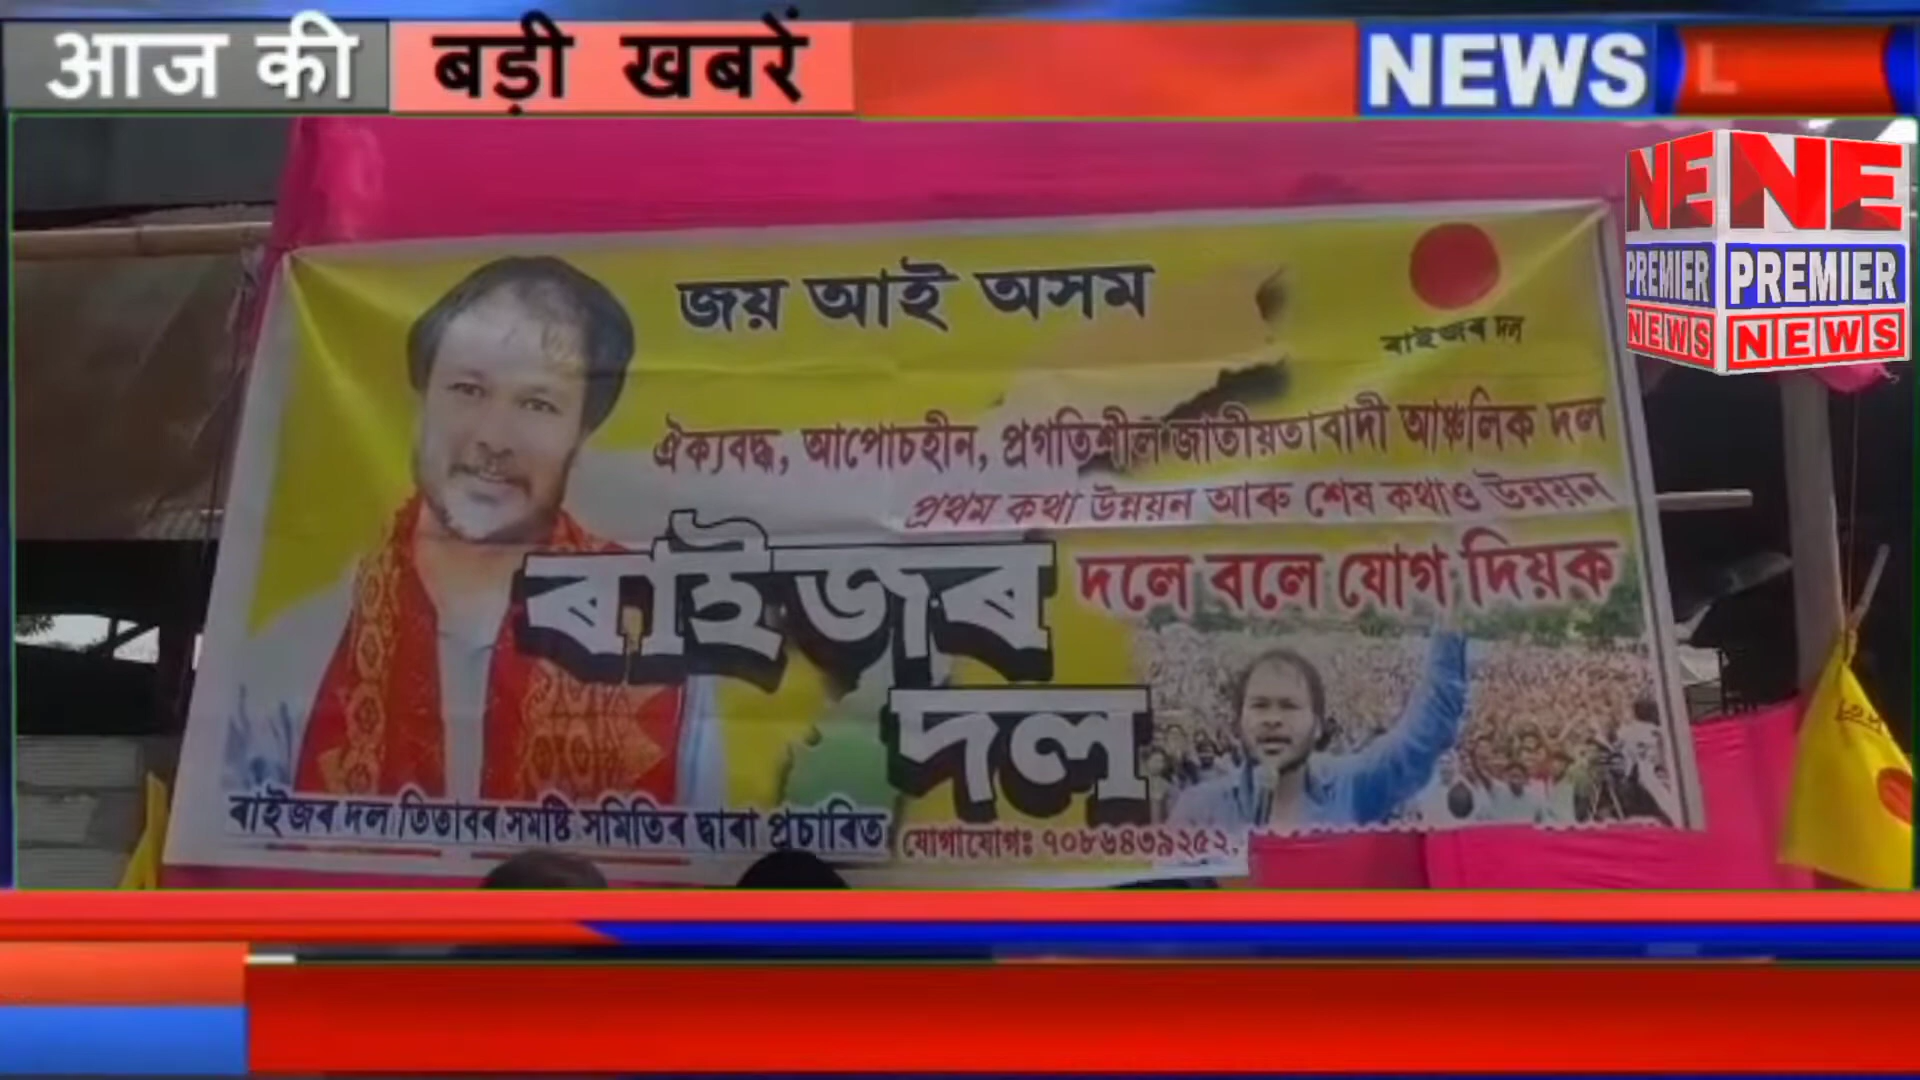 आज की बड़ी खबरें NEWS L
NE NE
PREMIER PREMIER
NEWS NEWS
জয় আই অসম
ৰাইজৰ দল
ঐক্যবদ্ধ, আপোচহীন, প্ৰগতিশীল জাতীয়তাবাদী আঞ্চলিক দল
প্ৰথম কথা উন্নয়ন আৰু শেষ কথাও উন্নয়ন
ৰাইজৰ দলে বলে যোগ দিয়ক
দল
ৰাইজৰ দল তিতাবৰ সমষ্টি সমিতিৰ দ্বাৰা প্ৰচাৰিত যোগাযোগঃ ৭০৮৬৪৩৯২৫২.